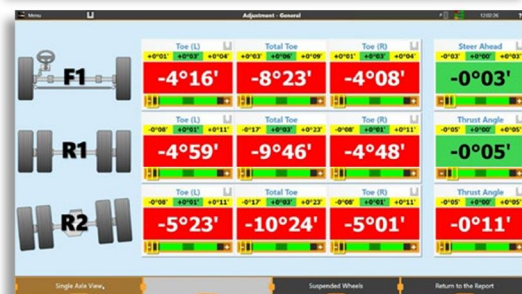 Menu
Adjustment - General
12:02:26
?
Toe (L)
Total Toe
Toe (R)
Steer Ahead
+0°01' +0°03' +0°04'
+0°03' +0°06' +0°09'
+0°01' +0°03' +0°04'
-0°03' +0°00' +0°03'
F1
-4°16'
-8°23'
-4°08'
-0°03'
Toe (L)
Total Toe
Toe (R)
Thrust Angle
-0°08' +0°01' +0°11'
-0°17' +0°03' +0°23'
-0°08' +0°01' +0°11'
-0°05' +0°00' +0°05'
R1
-4°59'
-9°46'
-4°48'
-0°05'
Toe (L)
Total Toe
Toe (R)
Thrust Angle
-0°08' +0°01' +0°11'
-0°17' +0°03' +0°23'
-0°08' +0°01' +0°11'
-0°05' +0°00' +0°05'
R2
-5°23'
-10°24'
-5°01'
-0°11'
Single Axle View
Suspended Wheels
Return to the Report